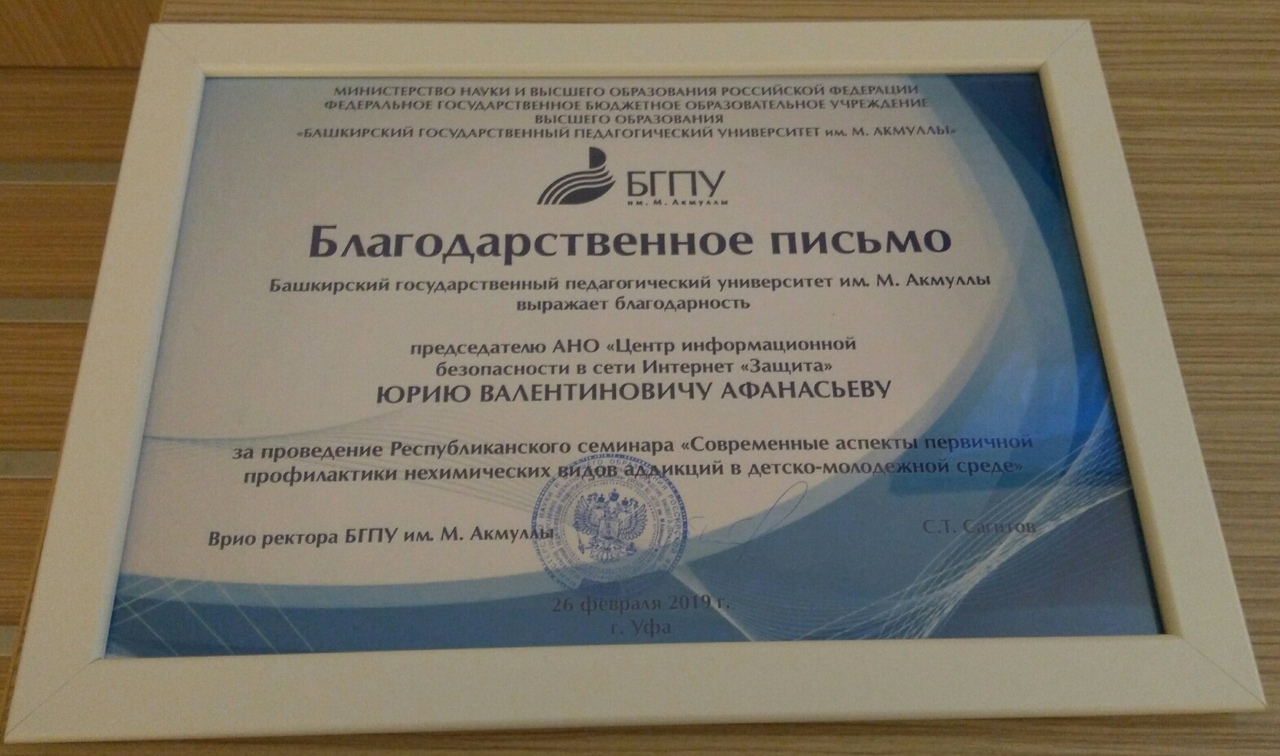 МИНИСТЕРСТВО НАУКИ И ВЫСШЕГО ОБРАЗОВАНИЯ РОССИЙСКОЙ ФЕДЕРАЦИИ
ФЕДЕРАЛЬНОЕ ГОСУДАРСТВЕННОЕ БЮДЖЕТНОЕ ОБРАЗОВАТЕЛЬНОЕ УЧРЕЖДЕНИЕ
ВЫСШЕГО ОБРАЗОВАНИЯ
«БАШКИРСКИЙ ГОСУДАРСТВЕННЫЙ ПЕДАГОГИЧЕСКИЙ УНИВЕРСИТЕТ им. М. АКМУЛЛЫ»
БГПУ
им. М. Акмуллы
Благодарственное письмо
Башкирский государственный педагогический университет им. М. Акмуллы
выражает благодарность
председателю АНО «Центр информационной
безопасности в сети Интернет «Защита»
ЮРИЮ ВАЛЕНТИНОВИЧУ АФАНАСЬЕВУ
за проведение Республиканского семинара «Современные аспекты первичной
профилактики нехимических видов аддикций в детско-молодежной среде»
Врио ректора БГПУ им. М. Акмуллы С.Т. Сагитов
26 февраля 2019 г.
г. Уфа